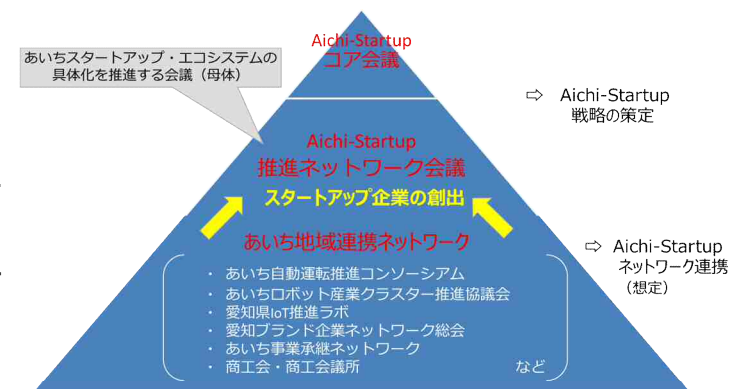 Aichi-Startup
コア会議
あいちスタートアップ・エコシステムの
具体化を推進する会議（母体）
⇨ Aichi-Startup
戦略の策定
Aichi-Startup
推進ネットワーク会議
スタートアップ企業の創出
あいち地域連携ネットワーク
⇨ Aichi-Startup
ネットワーク連携
（想定）
・ あいち自動運転推進コンソーシアム
・ あいちロボット産業クラスター推進協議会
・ 愛知県IoT推進ラボ
・ 愛知ブランド企業ネットワーク総会
・ あいち事業承継ネットワーク
・ 商工会・商工会議所 など